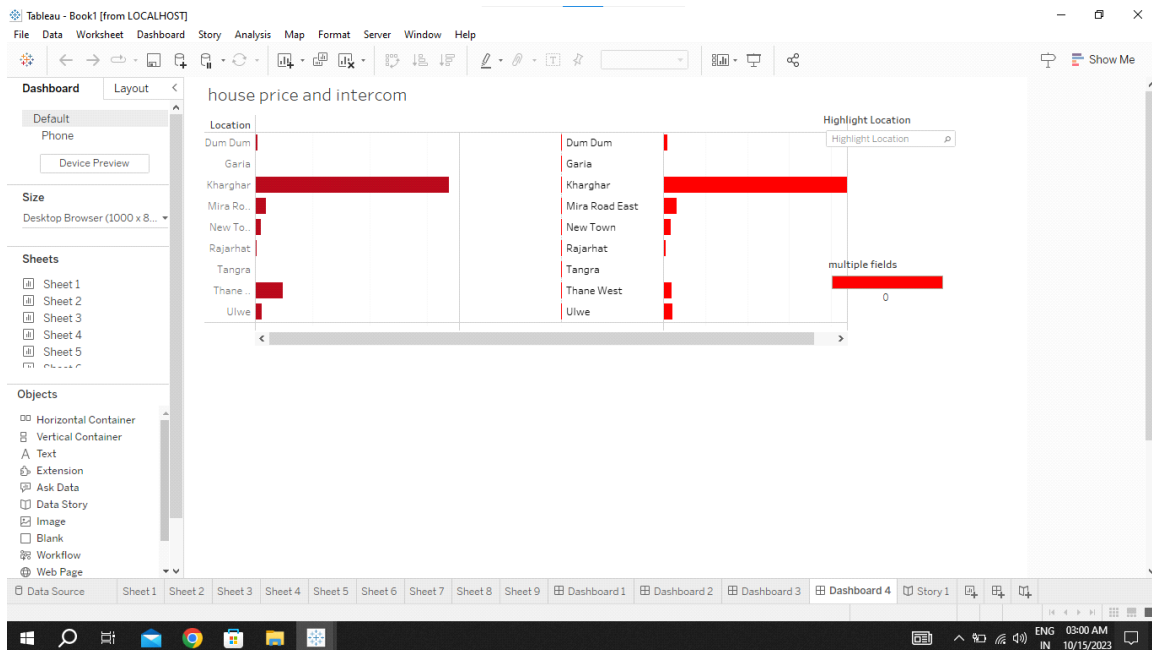 Tableau - Book1 [from LOCALHOST]
File Data Worksheet Dashboard Story Analysis Map Format Server Window Help
Show Me
Dashboard Layout
Default
Phone
Device Preview
Size
Desktop Browser (1000 x 8...
Sheets
Sheet 1
Sheet 2
Sheet 3
Sheet 4
Sheet 5
Objects
Horizontal Container
Vertical Container
A Text
Extension
Ask Data
Data Story
Image
Blank
Workflow
Web Page
house price and intercom
Location
Dum Dum Dum Dum
Garia Garia
Kharghar Kharghar
Mira Ro.. Mira Road East
New To.. New Town
Rajarhat Rajarhat
Tangra Tangra
Thane .. Thane West
Ulwe Ulwe
Highlight Location
Highlight Location
multiple fields
0
Data Source Sheet 1 Sheet 2 Sheet 3 Sheet 4 Sheet 5 Sheet 6 Sheet 7 Sheet 8 Sheet 9 Dashboard 1 Dashboard 2 Dashboard 3 Dashboard 4 Story 1
ENG 03:00 AM
IN 10/15/2023